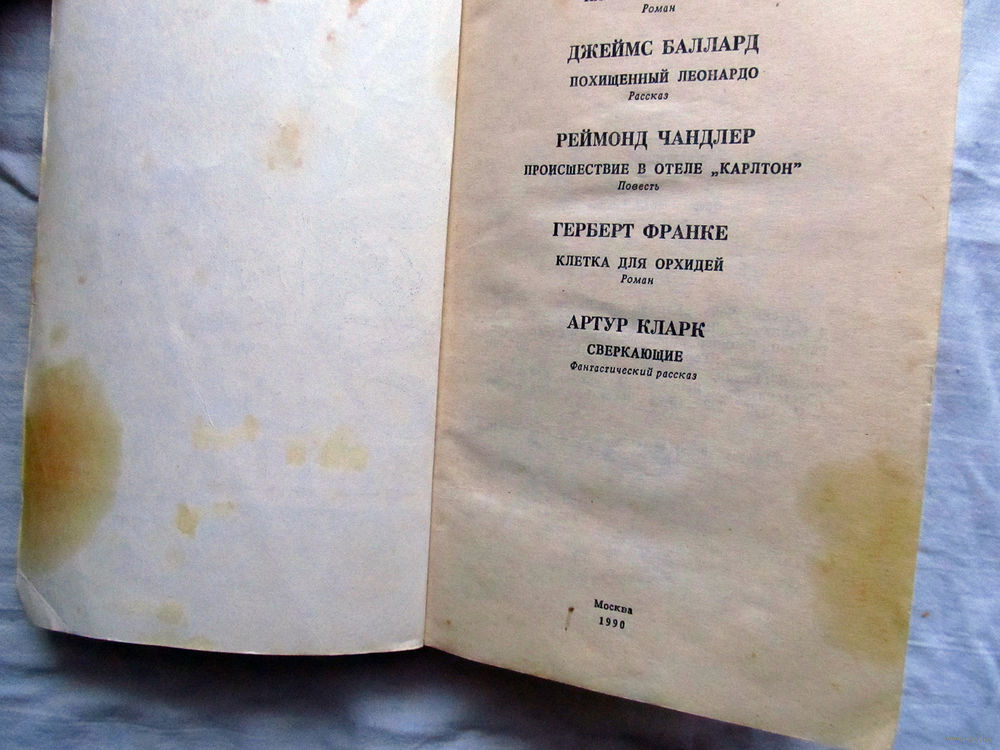 Роман
ДЖЕЙМС БАЛЛАРД
ПОХИЩЕННЫЙ ЛЕОНАРДО
Рассказ
РЕЙМОНД ЧАНДЛЕР
ПРОИСШЕСТВИЕ В ОТЕЛЕ „КАРЛТОН”
Повесть
ГЕРБЕРТ ФРАНКЕ
КЛЕТКА ДЛЯ ОРХИДЕЙ
Роман
АРТУР КЛАРК
СВЕРКАЮЩИЕ
Фантастический рассказ
Москва
1990